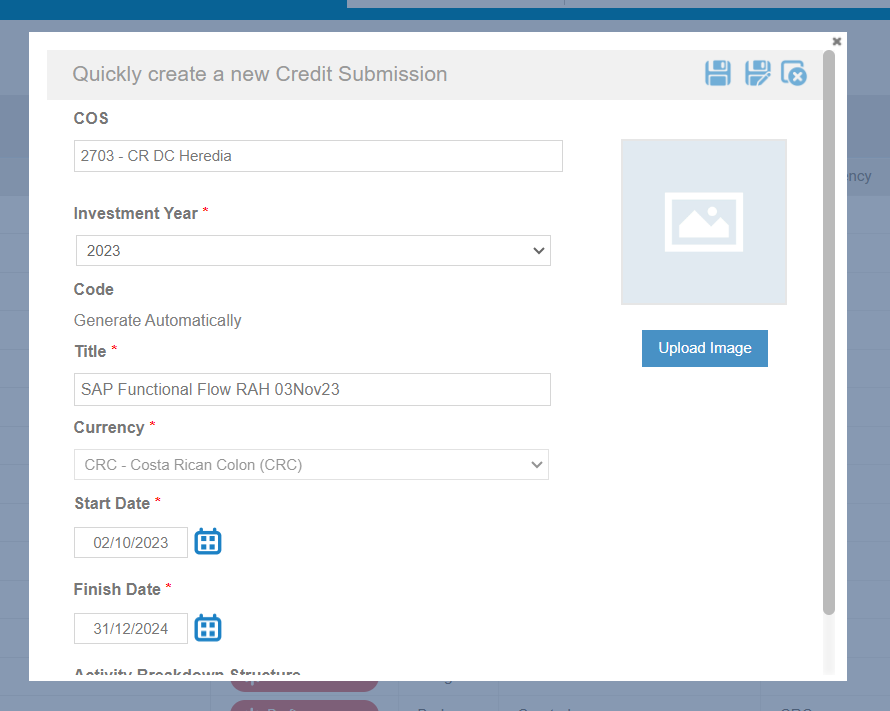 Quickly create a new Credit Submission
COS
2703 - CR DC Heredia
Investment Year *
2023
Code
Generate Automatically
Title *
SAP Functional Flow RAH 03Nov23
Currency *
CRC - Costa Rican Colon (CRC)
Start Date *
02/10/2023
Finish Date *
31/12/2024
Activity Breakdown Structure
Upload Image
ency